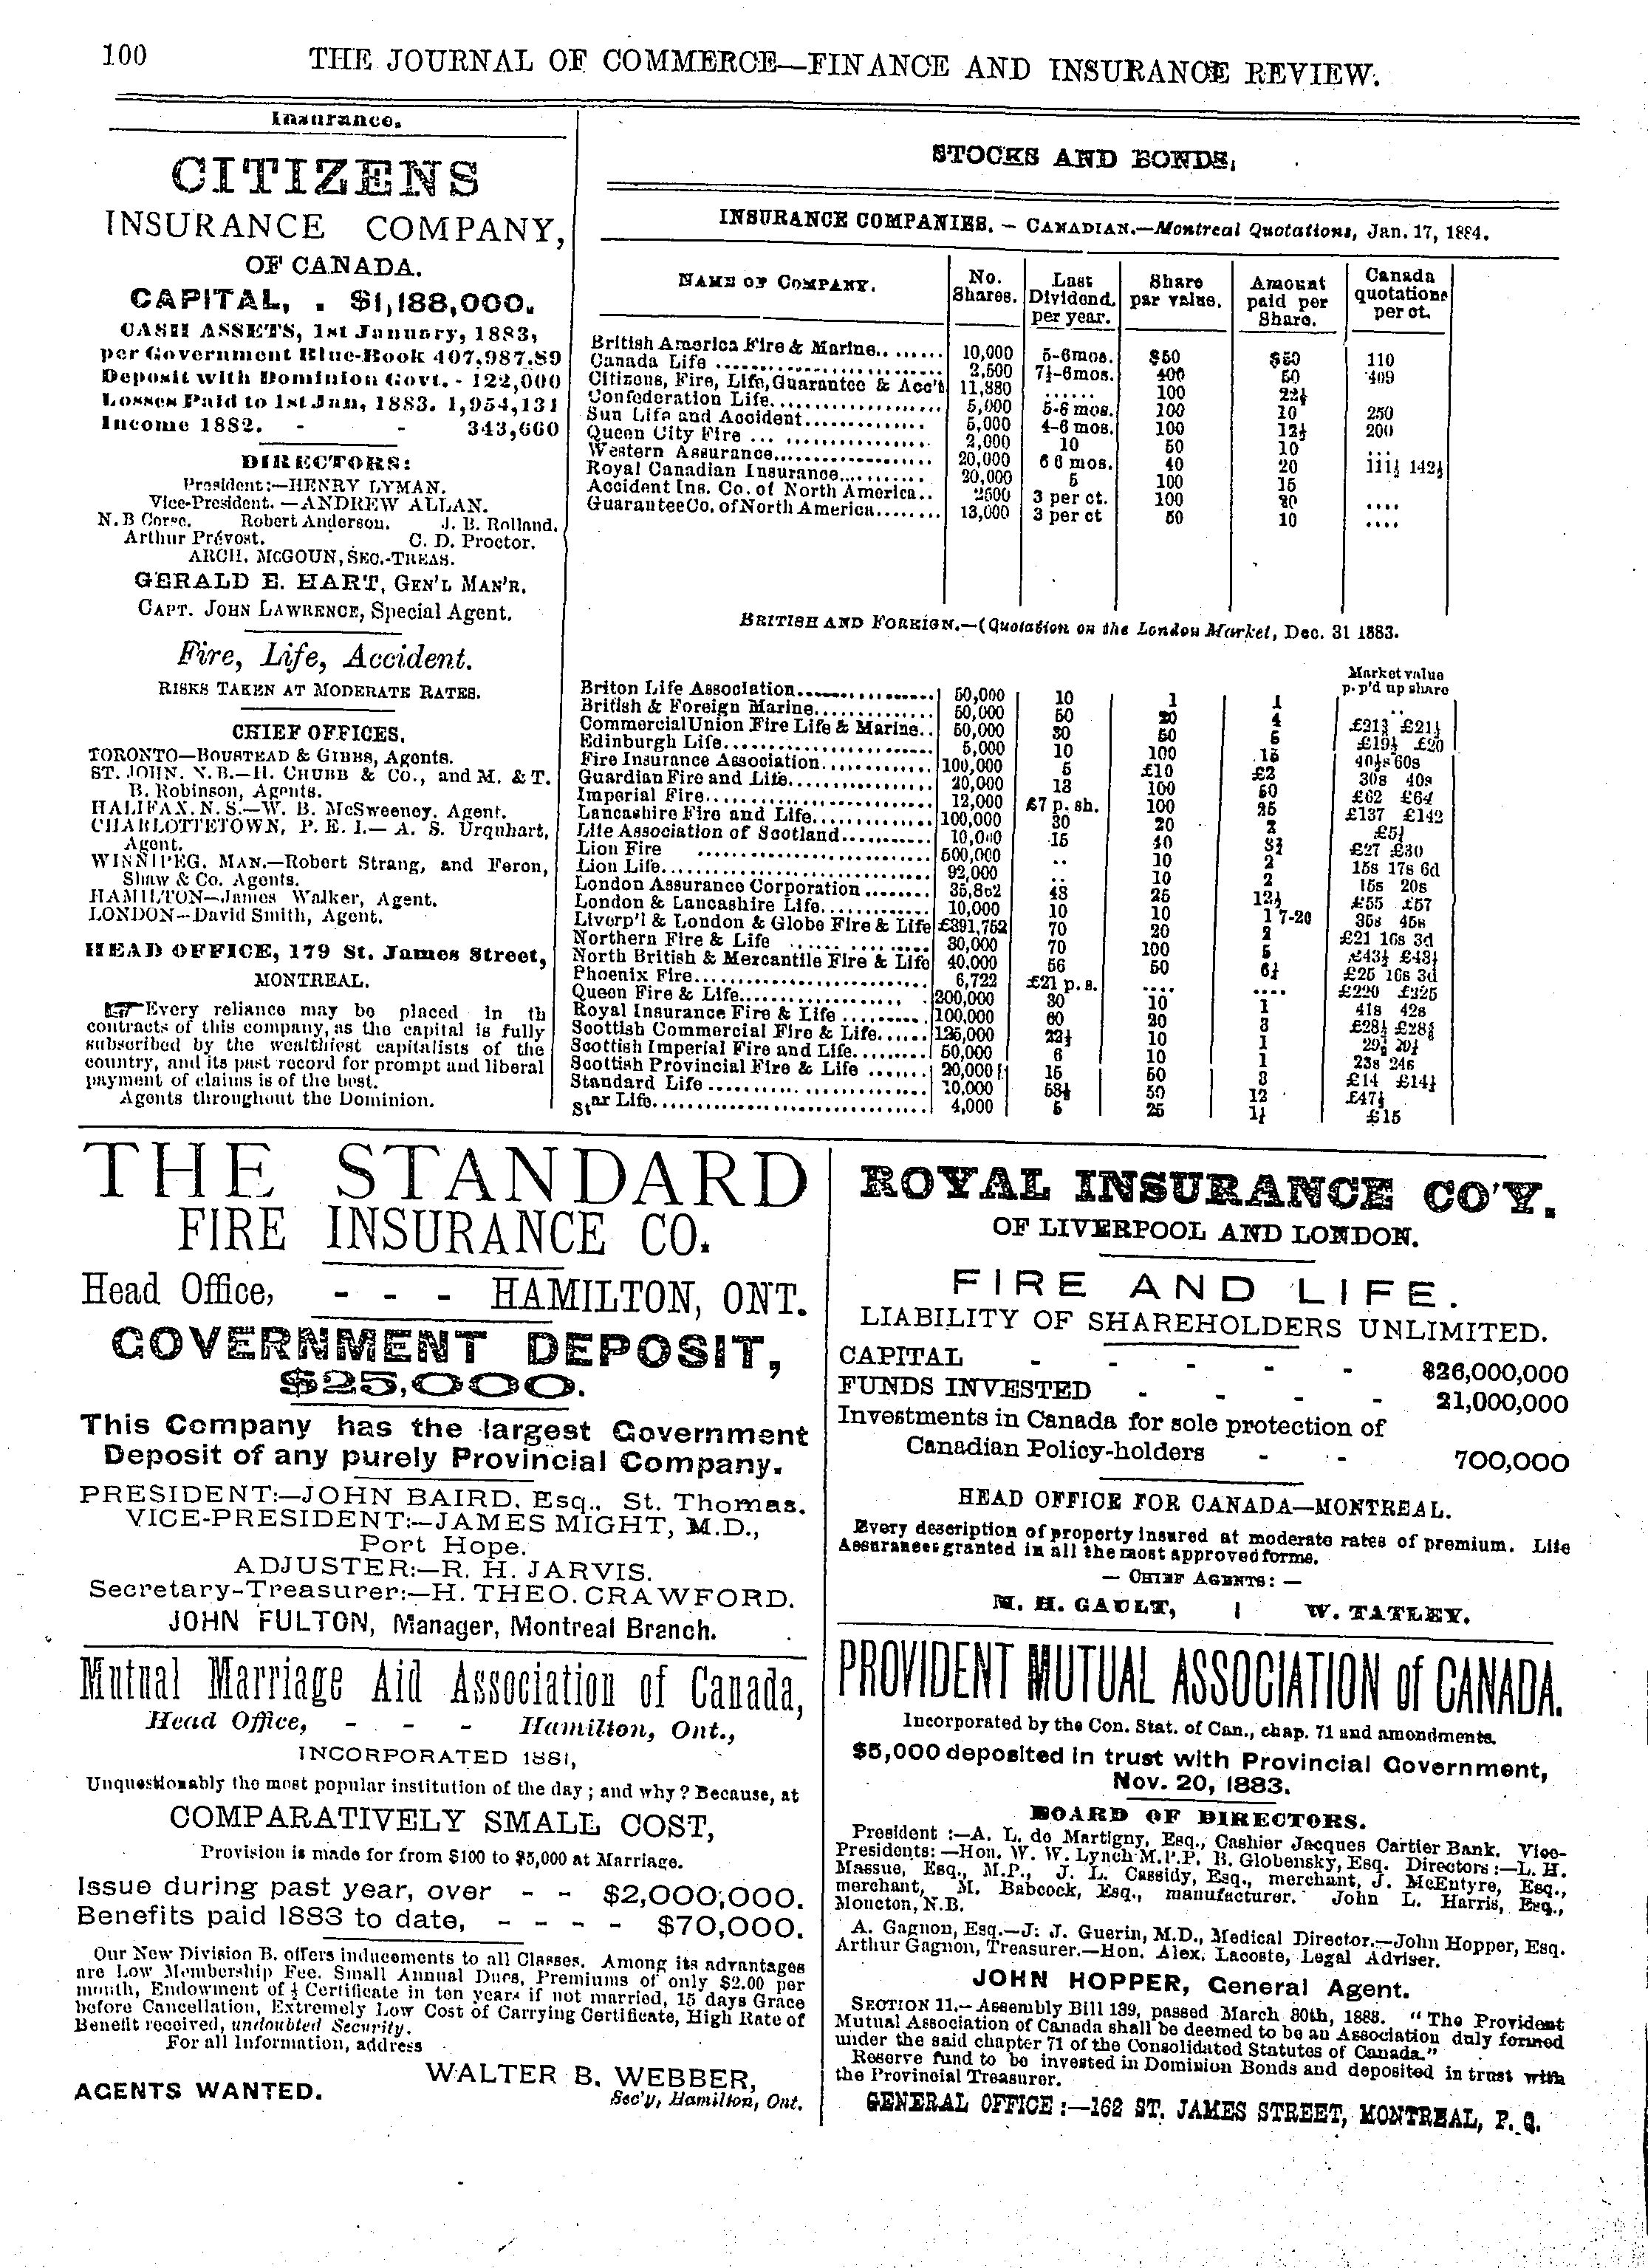 100 THE JOURNAL OF COMMERCE—FINANCE AND INSURANCE REVIEW.
Insurance.
CITIZENS
INSURANCE COMPANY,
OF CANADA.
CAPITAL, . $1,188,000.
CASH ASSETS, 1st January, 1883,
per Government Blue-Book 407,987.89
Deposit with Dominion Govt. - 122,000
Losses Paid to 1st Jan, 1883. 1,954,131
Income 1882. - - 343,660
DIRECTORS:
President:—HENRY LYMAN.
Vice-President.—ANDREW ALLAN.
N.B Corse. Robert Anderson. J. B. Rolland.
Arthur Prévost. C. D. Proctor.
ARCH. McGOUN, SEC.-TREAS.
GERALD E. HART, GEN'L MAN'R.
CAPT. JOHN LAWRENCE, Special Agent.
Fire, Life, Accident.
RISKS TAKEN AT MODERATE RATES.
CHIEF OFFICES.
TORONTO—BOUSTEAD & GIBBS, Agents.
ST. JOHN. N.B.—H. CHUBB & Co., and M. & T.
B. Robinson, Agents.
HALIFAX. N. S.—W. B. McSweeney, Agent.
CHARLOTTETOWN, P. E. I.—A. S. Urquhart,
Agent.
WINNIPEG. MAN.—Robert Strang, and Feron,
Shaw & Co. Agents.
HAMILTON—James Walker, Agent.
LONDON—David Smith, Agent.
HEAD OFFICE, 179 St. James Street,
MONTREAL.
Every reliance may be placed in th
contracts of this company, as the capital is fully
subscribed by the wealthiest capitalists of the
country, and its past record for prompt and liberal
payment of claims is of the best.
Agents throughout the Dominion.
STOCKS AND BONDS.
INSURANCE COMPANIES. — CANADIAN.—Montreal Quotations, Jan. 17, 1884.
NAME OF COMPANY. No. Shares. Last Dividend. per year. Share par value. Amount paid per Share. Canada quotations per ct.
British America Fire & Marine 10,000 5-6mos. $50 $50 110
Canada Life 2,500 7½-6mos. 400 50 409
Citizens, Fire, Life, Guarantee & Acc't 11,880 ...... 100 22½
Confederation Life 5,000 5-6 mos. 100 10 250
Sun Life and Accident 5,000 4-6 mos. 100 12½ 200
Queen City Fire 2,000 10 50 10 ...
Western Assurance 20,000 6 6 mos. 40 20 142½
Royal Canadian Insurance 20,000 5 100 15
Accident Ins. Co. of North America.. 2500 3 per ct. 100 20 ....
Guarantee Co. of North America 13,000 3 per ct 50 10 ....
BRITISH AND FOREIGN.—(Quotation on the London Market, Dec. 31 1883.
Market value
p. p'd up share
Briton Life Association 50,000 10 1 1 ..
British & Foreign Marine 50,000 50 20 4 £21¾ £21½
Commercial Union Fire Life & Marine.. 50,000 30 50 5 £19½ £20
Edinburgh Life 5,000 10 100 15 60s
Fire Insurance Association 100,000 5 £10 £2 30s 40s
Guardian Fire and Life 20,000 13 100 50 £62 £64
Imperial Fire 12,000 £7 p. sh. 100 25 £137 £142
Lancashire Fire and Life 100,000 30 20 2 £5½
Life Association of Scotland 10,000 15 40 8½ £27 £30
Lion Fire 500,000 .. 10 2 15s 17s 6d
Lion Life 92,000 .. 10 2 15s 20s
London Assurance Corporation 35,862 48 25 12½ £55 £57
London & Lancashire Life 10,000 10 10 1 7-20 35s 45s
Liverp'l & London & Globe Fire & Life £391,752 70 20 2 £21 16s 3d
Northern Fire & Life 30,000 70 100 5 £43½ £43½
North British & Mercantile Fire & Life 40,000 56 50 6¼ £25 16s 3d
Phoenix Fire 6,722 £21 p. s. .... .... £220 £325
Queen Fire & Life 200,000 30 10 1 41s 42s
Royal Insurance Fire & Life 100,000 60 20 3 £28½ £28¾
Scottish Commercial Fire & Life 125,000 22½ 10 1
Scottish Imperial Fire and Life 50,000 6 10 1 23s 246
Scottish Provincial Fire & Life 20,000 15 50 3 £14 £14½
Standard Life 10,000 58½ 50 12 £47½
Star Life 4,000 5 25 1¼ £15
THE STANDARD
FIRE INSURANCE CO.
Head Office, - - - HAMILTON, ONT.
GOVERNMENT DEPOSIT,
$25,000.
This Company has the largest Government
Deposit of any purely Provincial Company.
PRESIDENT:—JOHN BAIRD. Esq., St. Thomas.
VICE-PRESIDENT:—JAMES MIGHT, M.D.,
Port Hope.
ADJUSTER:—R. H. JARVIS.
Secretary-Treasurer:—H. THEO. CRAWFORD.
JOHN FULTON, Manager, Montreal Branch.
ROYAL INSURANCE CO'Y.
OF LIVERPOOL AND LONDON.
FIRE AND LIFE.
LIABILITY OF SHAREHOLDERS UNLIMITED.
CAPITAL - - - - - $26,000,000
FUNDS INVESTED - - - - 21,000,000
Investments in Canada for sole protection of
Canadian Policy-holders - - 700,000
HEAD OFFICE FOR CANADA—MONTREAL.
Every description of property insured at moderate rates of premium. Life
Assurances granted in all the most approved forms.
— CHIEF AGENTS: —
M. H. GAULT, | W. TATLEY.
Mutual Marriage Aid Association of Canada,
Head Office, - - - Hamilton, Ont.,
INCORPORATED 1881,
Unquestionably the most popular institution of the day; and why? Because, at
COMPARATIVELY SMALL COST,
Provision is made for from $100 to $5,000 at Marriage.
Issue during past year, over - - $2,000,000.
Benefits paid 1883 to date, - - - - $70,000.
Our New Division B. offers inducements to all Classes. Among its advantages
are Low Membership Fee. Small Annual Dues, Premiums of only $2.00 per
month, Endowment of ½ Certificate in ten years if not married, 15 days Grace
before Cancellation, Extremely Low Cost of Carrying Certificate, High Rate of
Benefit received, undoubted Security.
For all Information, address
WALTER B. WEBBER,
AGENTS WANTED. Sec'y, Hamilton, Ont.
PROVIDENT MUTUAL ASSOCIATION of CANADA.
Incorporated by the Con. Stat. of Can., chap. 71 and amendments.
$5,000 deposited in trust with Provincial Government,
Nov. 20, 1883.
BOARD OF DIRECTORS.
President :—A. L. de Martigny, Esq., Cashier Jacques Cartier Bank. Vice-
Presidents:—Hon. W. W. Lynch M.P.P. B. Globensky, Esq. Directors:—L. H.
Massue, Esq., M.P., J. L. Cassidy, Esq., merchant, J. McEntyre, Esq.,
merchant, M. Babcock, Esq., manufacturer. John L. Harris, Esq.,
Moncton, N.B.
A. Gagnon, Esq.—J. J. Guerin, M.D., Medical Director.—John Hopper, Esq.
Arthur Gagnon, Treasurer.—Hon. Alex. Lacoste, Legal Adviser.
JOHN HOPPER, General Agent.
SECTION 11.—Assembly Bill 139, passed March 30th, 1883. "The Provident
Mutual Association of Canada shall be deemed to be an Association duly formed
under the said chapter 71 of the Consolidated Statutes of Canada."
Reserve fund to be invested in Dominion Bonds and deposited in trust with
the Provincial Treasurer.
GENERAL OFFICE:—162 ST. JAMES STREET, MONTREAL, P. Q.